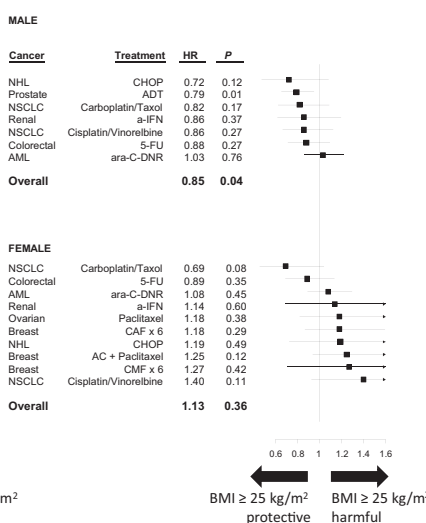 MALE
Cancer Treatment HR P
NHL CHOP 0.72 0.12
Prostate ADT 0.79 0.01
NSCLC Carboplatin/Taxol 0.82 0.17
Renal a-IFN 0.86 0.37
NSCLC Cisplatin/Vinorelbine 0.86 0.27
Colorectal 5-FU 0.88 0.27
AML ara-C-DNR 1.03 0.76
Overall 0.85 0.04
FEMALE
NSCLC Carboplatin/Taxol 0.69 0.08
Colorectal 5-FU 0.89 0.35
AML ara-C-DNR 1.08 0.45
Renal a-IFN 1.14 0.60
Ovarian Paclitaxel 1.18 0.38
Breast CAF x 6 1.18 0.29
NHL CHOP 1.19 0.49
Breast AC + Paclitaxel 1.25 0.12
Breast CMF x 6 1.27 0.42
NSCLC Cisplatin/Vinorelbine 1.40 0.11
Overall 1.13 0.36
0.6 0.8 1 1.2 1.4 1.6
m² BMI ≥ 25 kg/m² BMI ≥ 25 kg/m²
protective harmful